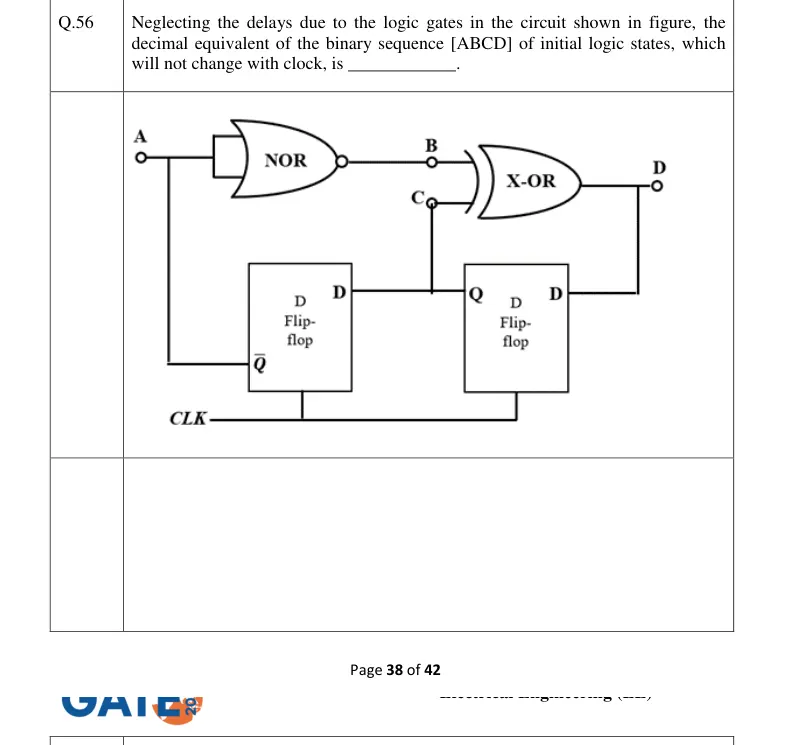 Q.56
Neglecting the delays due to the logic gates in the circuit shown in figure, the
decimal equivalent of the binary sequence [ABCD] of initial logic states, which
will not change with clock, is ____________.
A
NOR
B
C
X-OR
D
D
D
Flip-
flop
Q̅
Q
D
D
Flip-
flop
CLK
Page 38 of 42